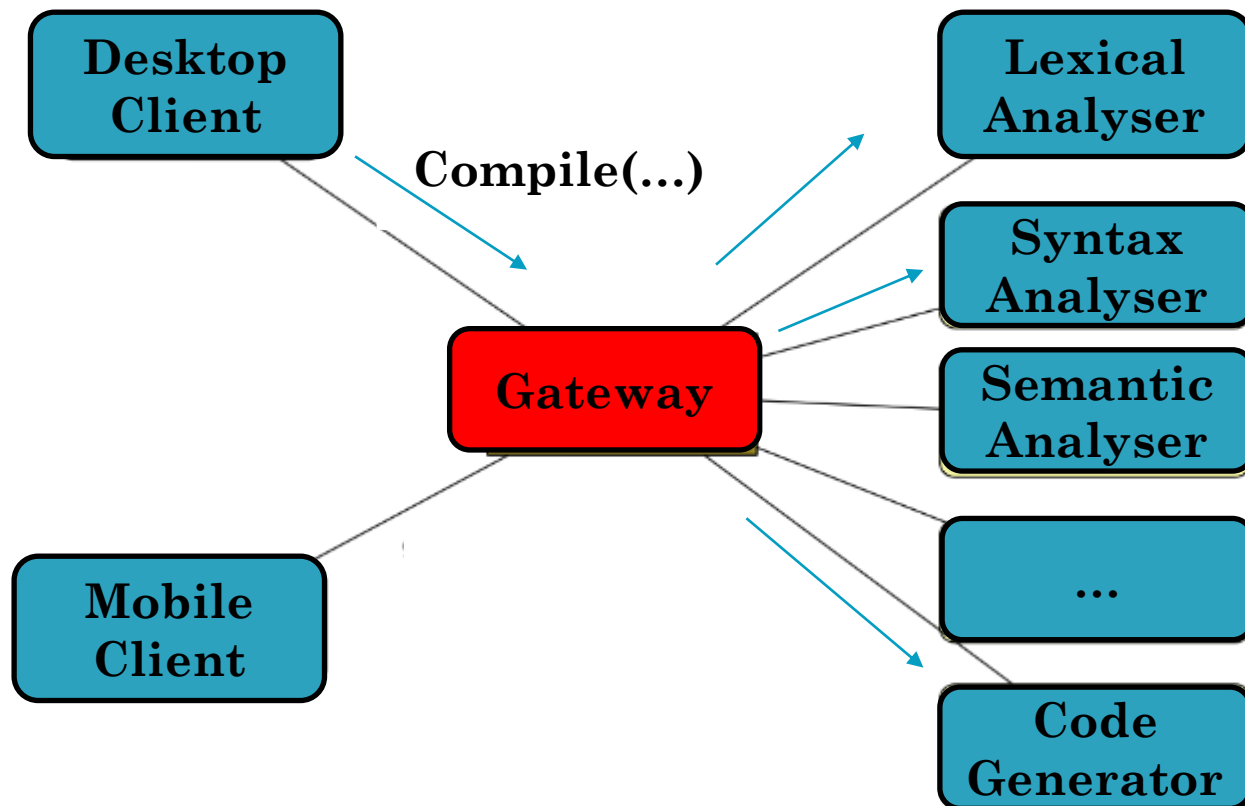 Desktop
Client
Compile(...)
Lexical
Analyser
Syntax
Analyser
Gateway
Semantic
Analyser
...
Mobile
Client
Code
Generator